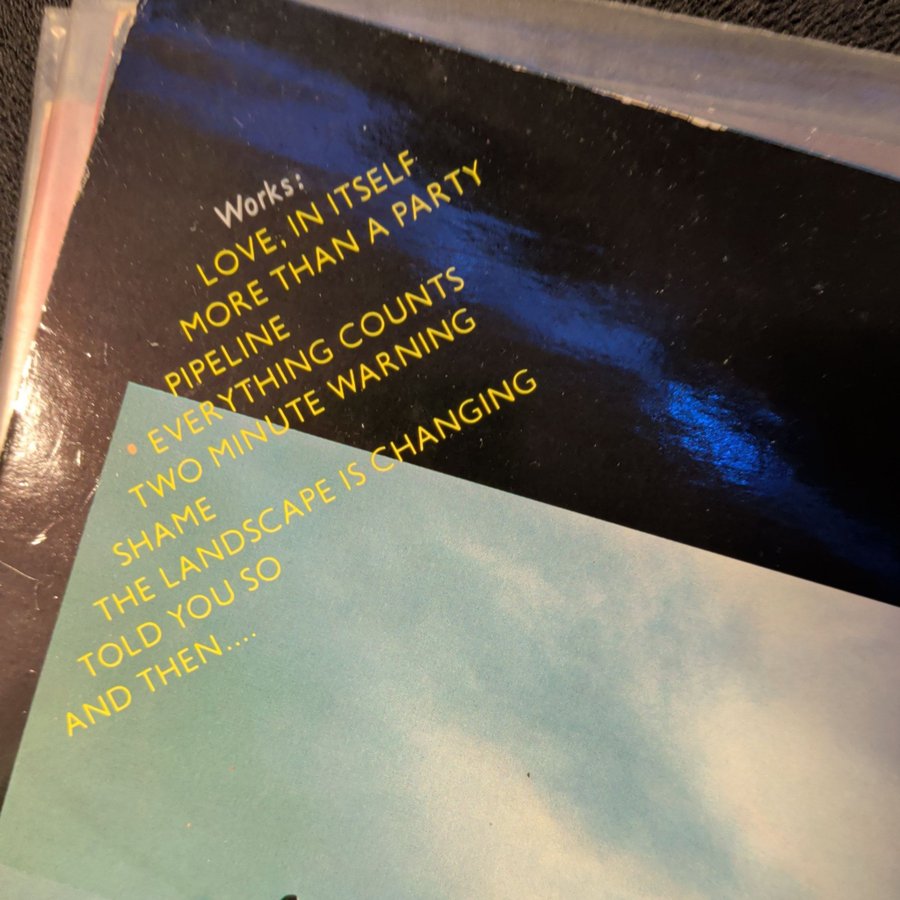 Works:
LOVE, IN ITSELF
MORE THAN A PARTY
PIPELINE
EVERYTHING COUNTS
TWO MINUTE WARNING
SHAME
THE LANDSCAPE IS CHANGING
TOLD YOU SO
AND THEN....